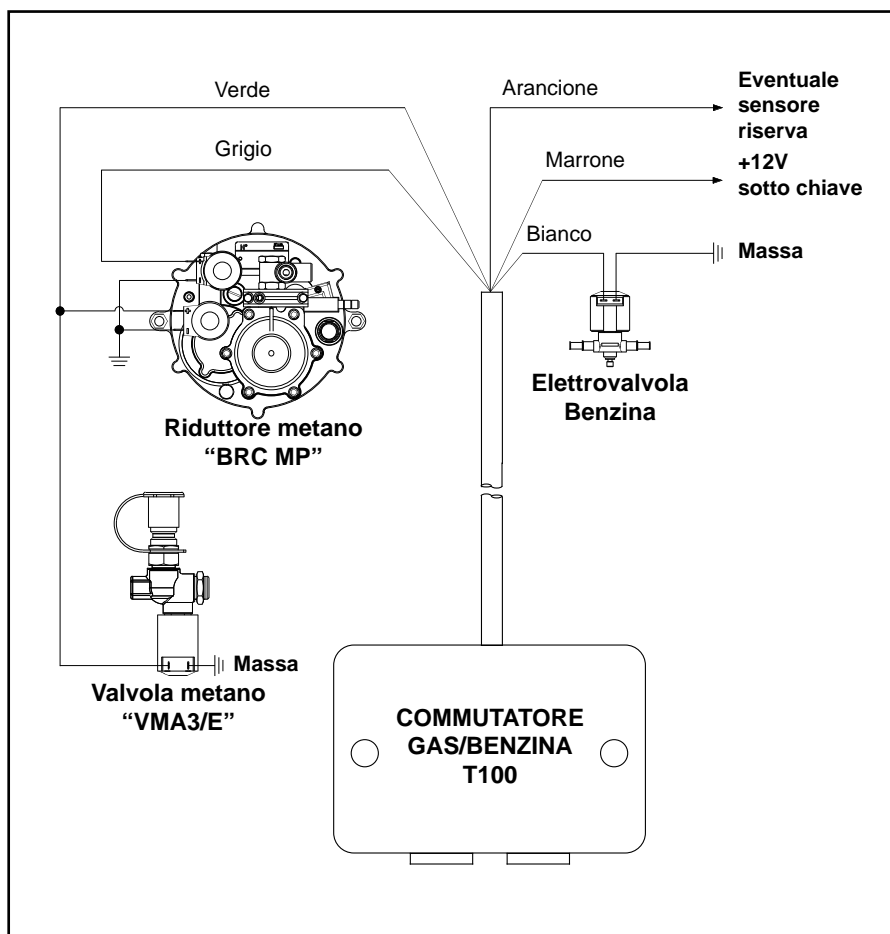 Verde
Arancione
Eventuale
sensore
riserva
Grigio
Marrone
+12V
sotto chiave
Bianco
Massa
Elettrovalvola
Benzina
Riduttore metano
“BRC MP”
Massa
Valvola metano
“VMA3/E”
COMMUTATORE
GAS/BENZINA
T100